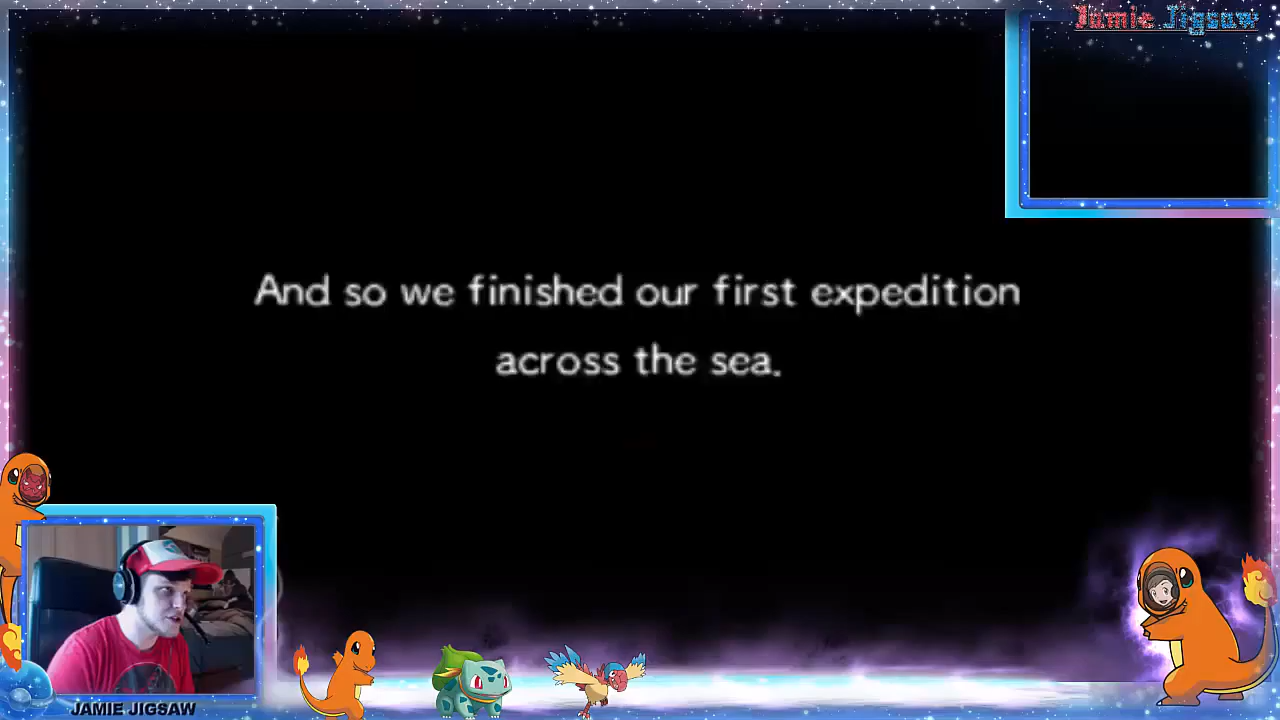 Jamie Jigsaw
And so we finished our first expedition
across the sea.
JAMIE JIGSAW